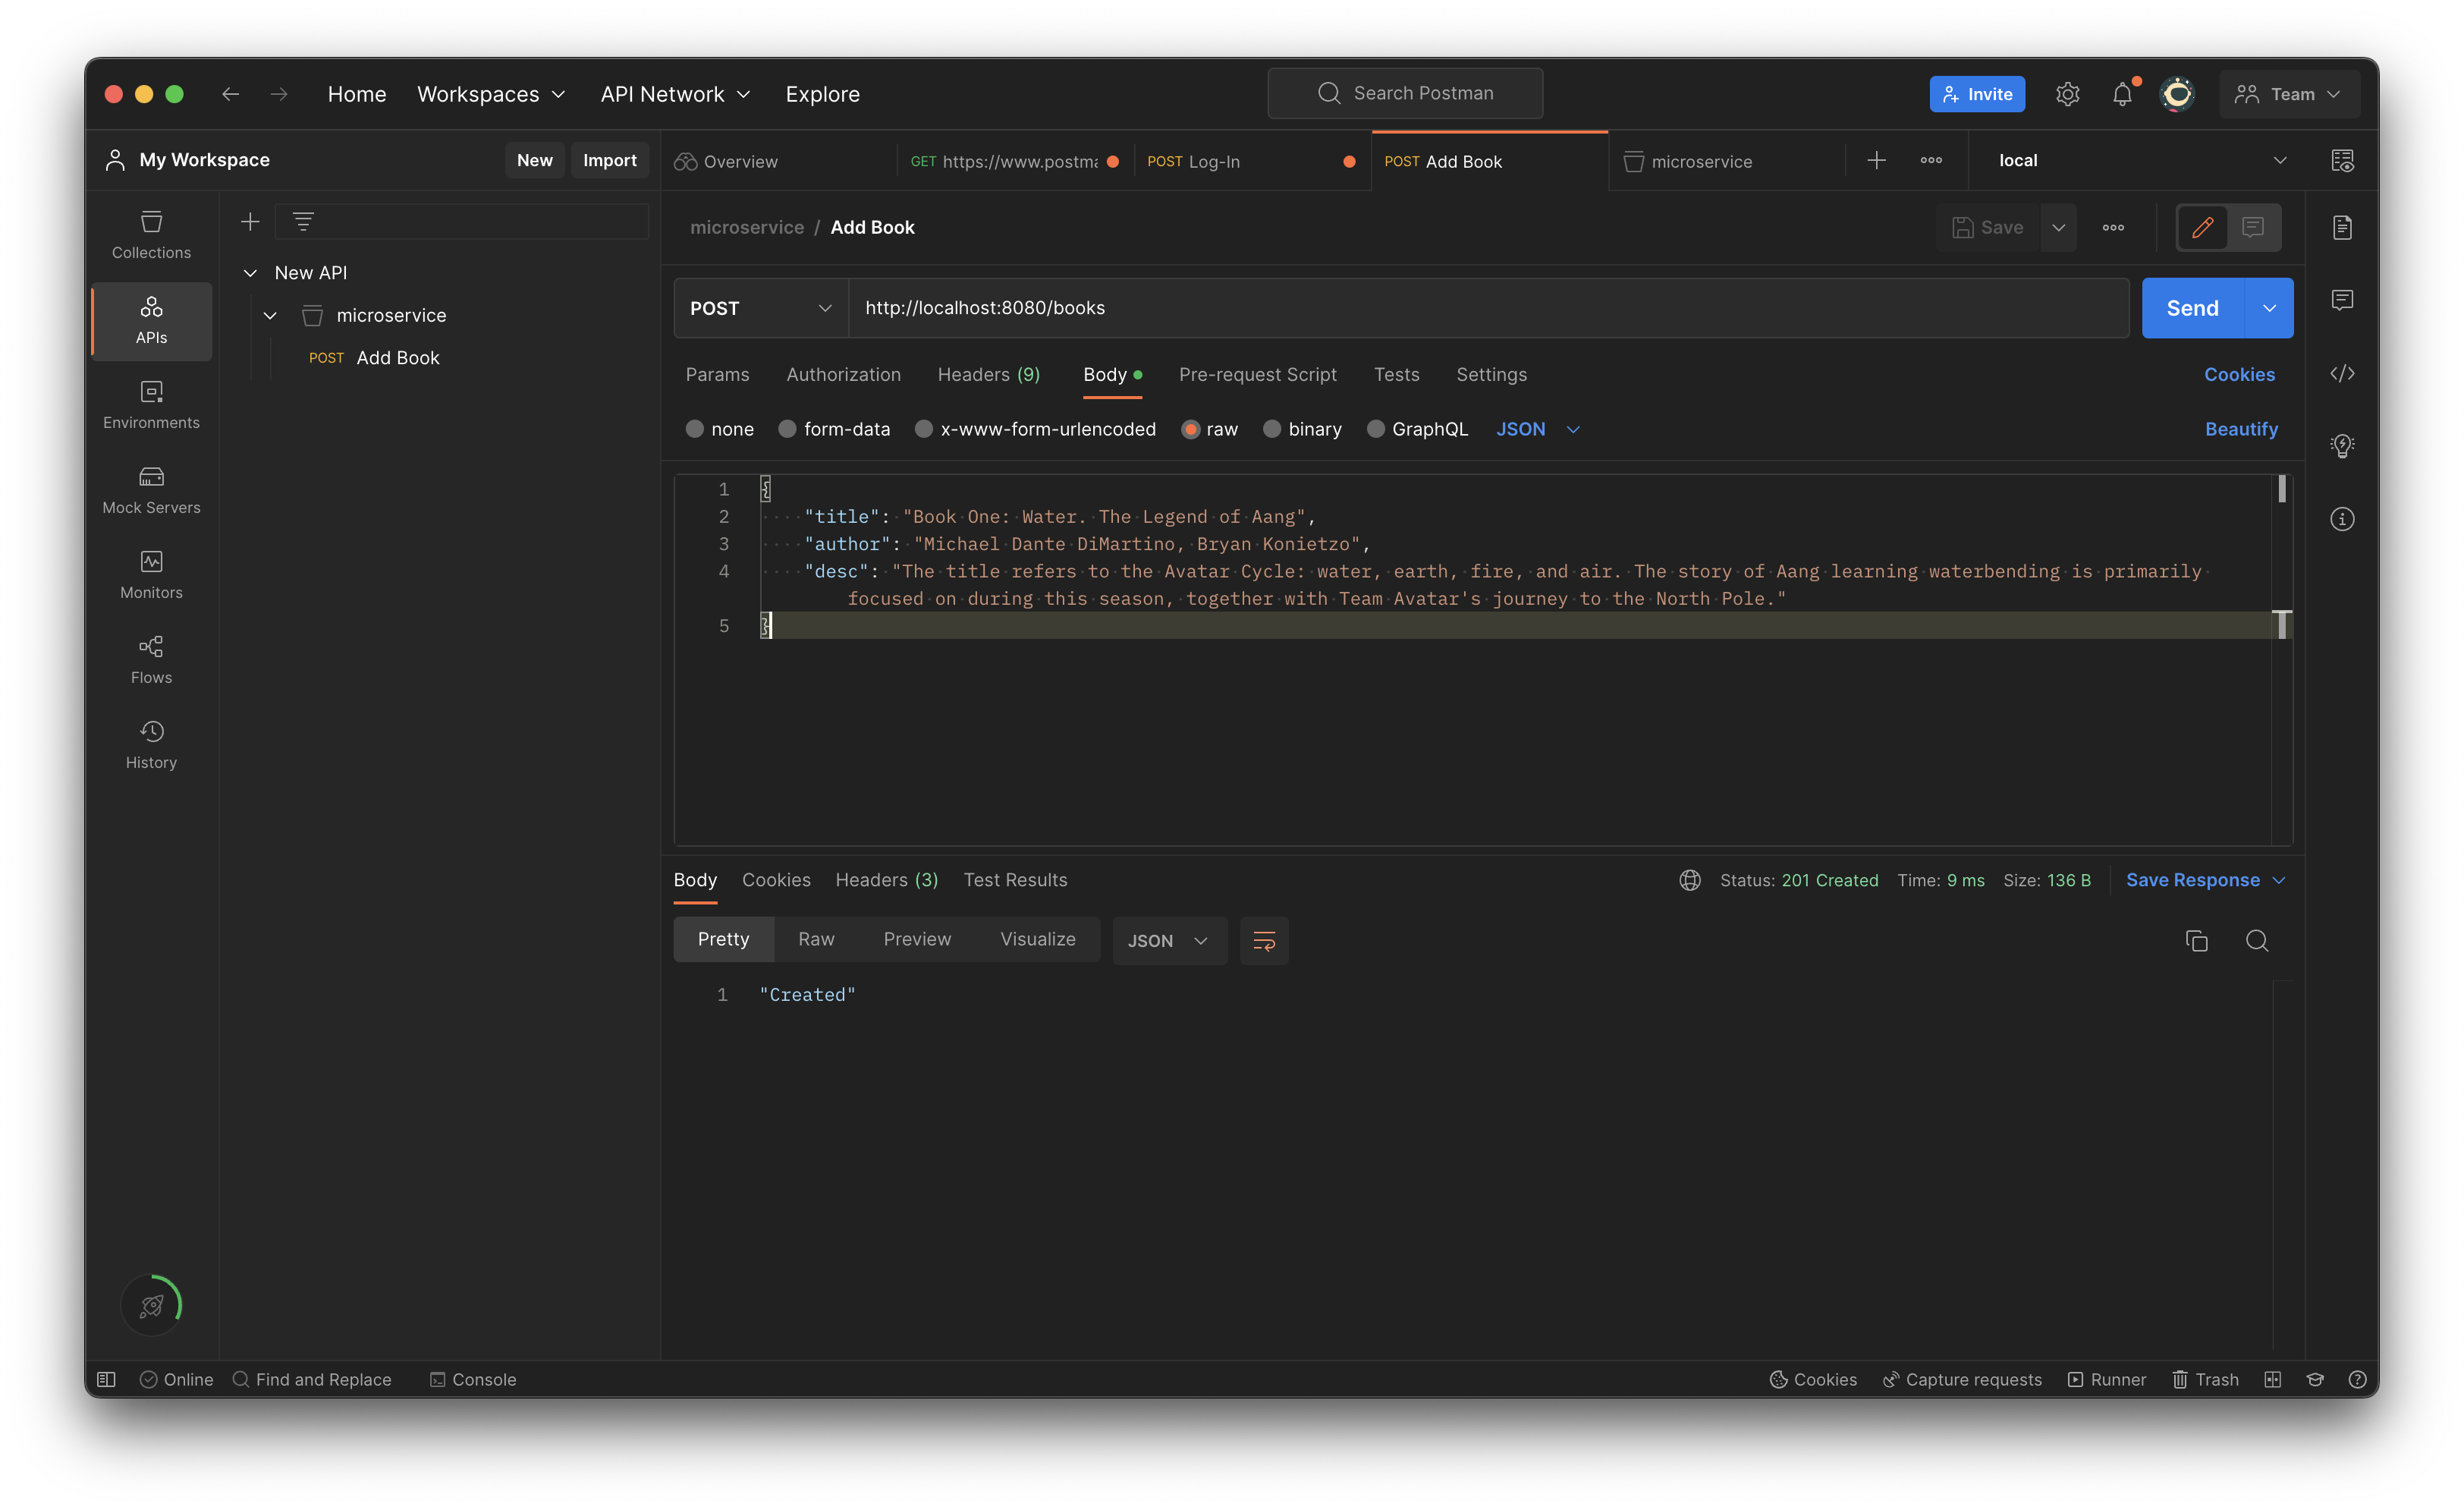 Home Workspaces API Network Explore Search Postman Invite Team
My Workspace New Import Overview GET https://www.postma POST Log-In POST Add Book microservice local
Collections
APIs
Environments
Mock Servers
Monitors
Flows
History
New API
microservice
POST Add Book
microservice / Add Book Save
POST http://localhost:8080/books Send
Params Authorization Headers (9) Body Pre-request Script Tests Settings Cookies
none form-data x-www-form-urlencoded raw binary GraphQL JSON Beautify
1 {
2 "title": "Book One: Water. The Legend of Aang",
3 "author": "Michael Dante DiMartino, Bryan Konietzo",
4 "desc": "The title refers to the Avatar Cycle: water, earth, fire, and air. The story of Aang learning waterbending is primarily
focused on during this season, together with Team Avatar's journey to the North Pole."
5 }
Body Cookies Headers (3) Test Results Status: 201 Created Time: 9 ms Size: 136 B Save Response
Pretty Raw Preview Visualize JSON
1 "Created"
Online Find and Replace Console Cookies Capture requests Runner Trash